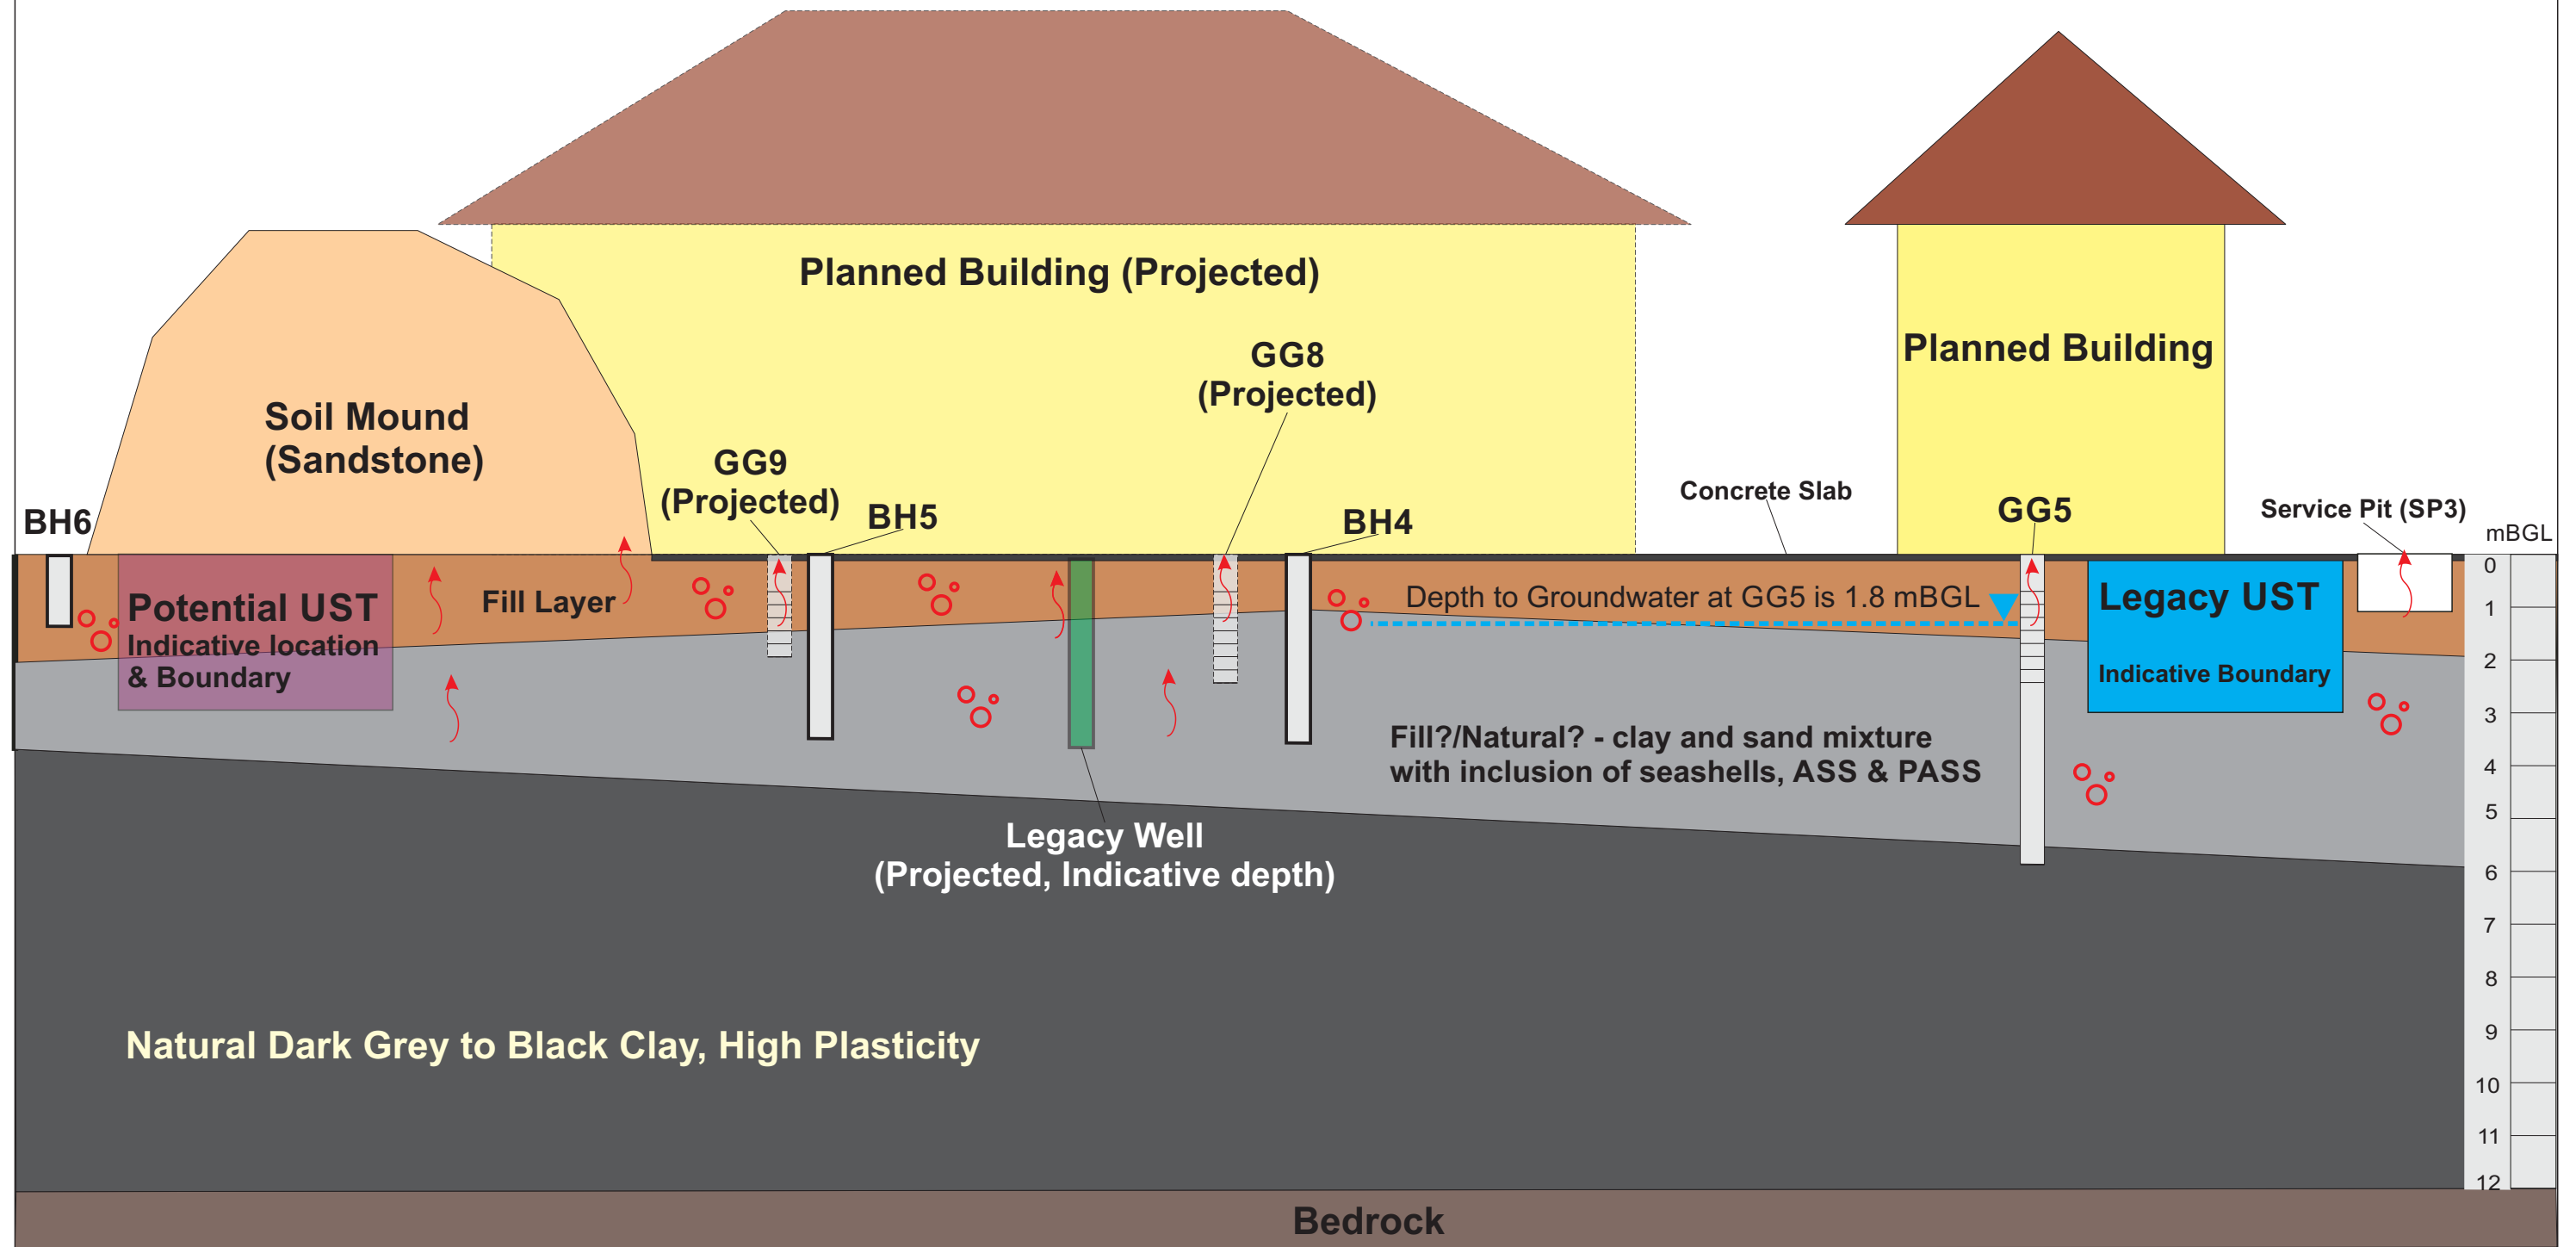 Planned Building (Projected)
GG8
(Projected)
Planned Building
Soil Mound
(Sandstone)
GG9
(Projected)
BH6
BH5
BH4
Concrete Slab
GG5
Service Pit (SP3)
mBGL
Potential UST
Indicative location
& Boundary
Fill Layer
Depth to Groundwater at GG5 is 1.8 mBGL
Legacy UST
Indicative Boundary
Fill?/Natural? - clay and sand mixture
with inclusion of seashells, ASS & PASS
Legacy Well
(Projected, Indicative depth)
Natural Dark Grey to Black Clay, High Plasticity
0
1
2
3
4
5
6
7
8
9
10
11
12
Bedrock